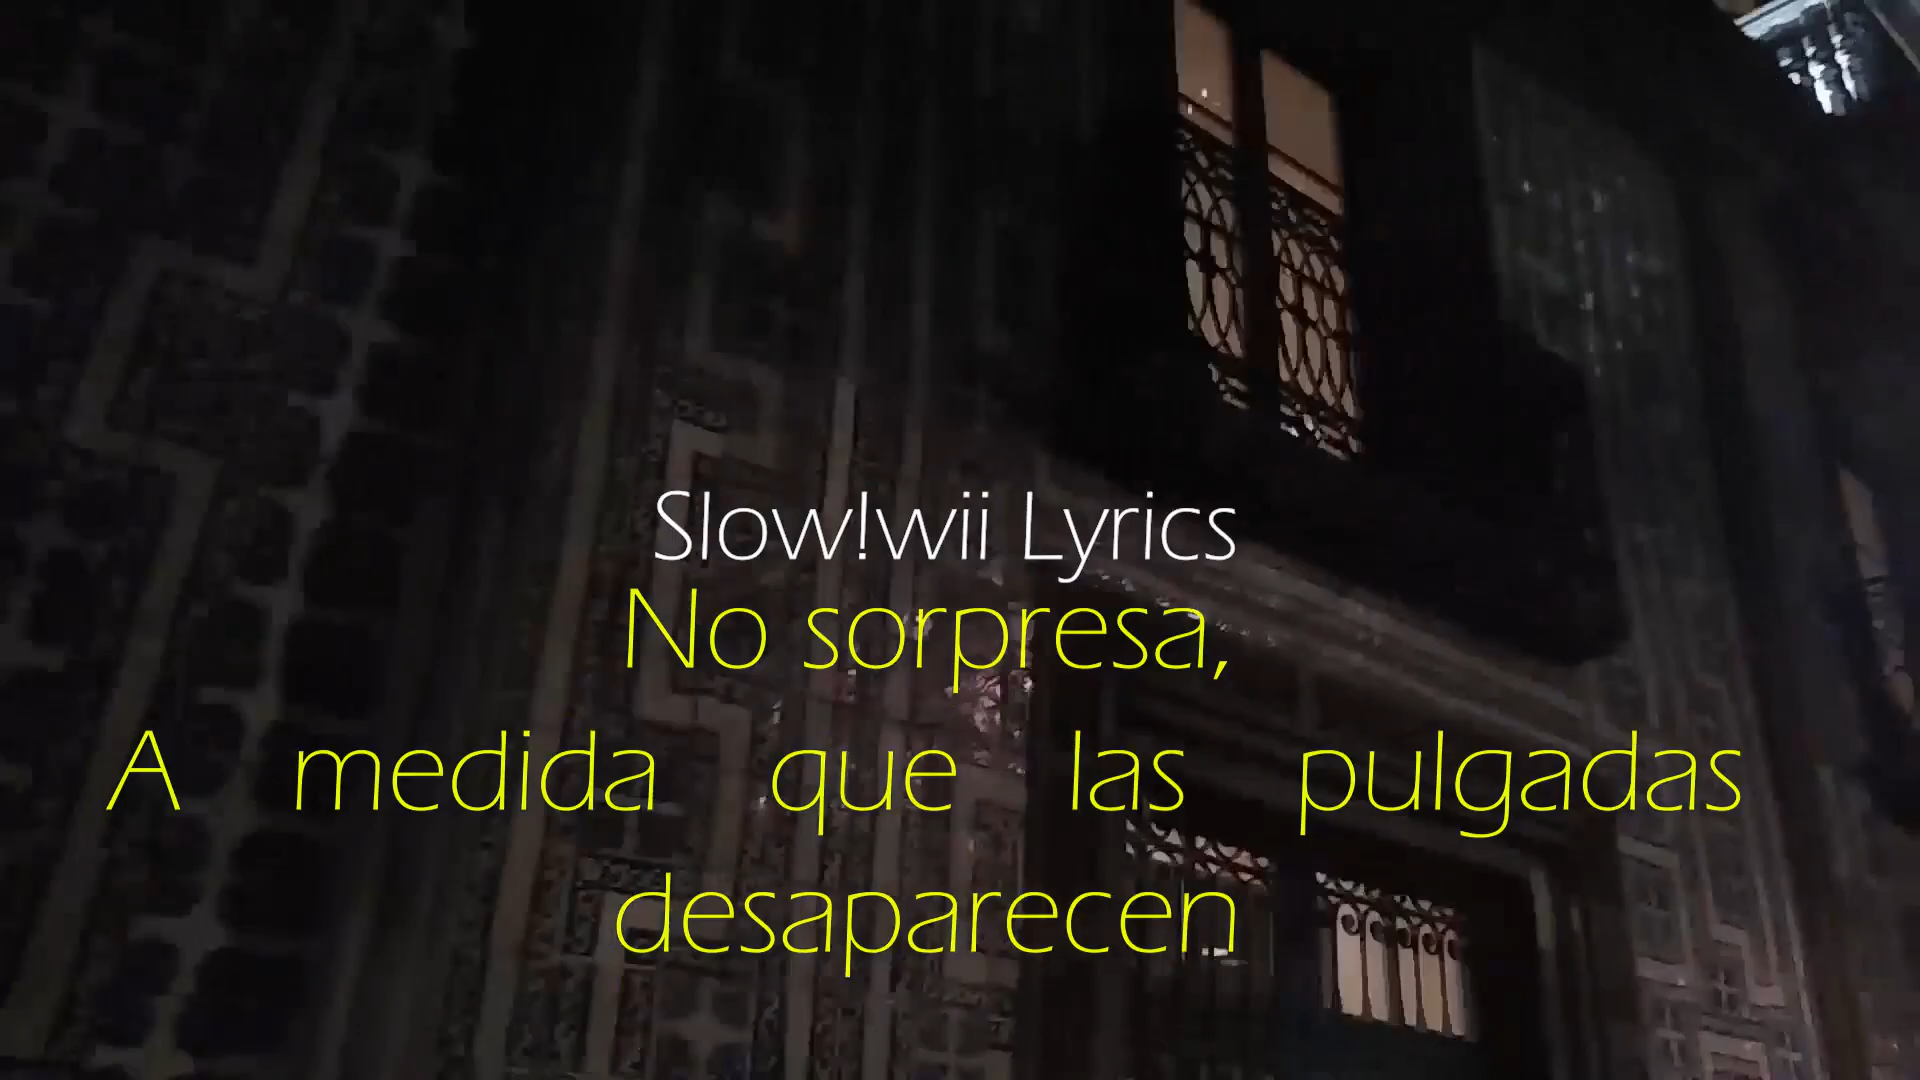 Slow!wii Lyrics
No sorpresa,
A medida que las pulgadas
desaparecen